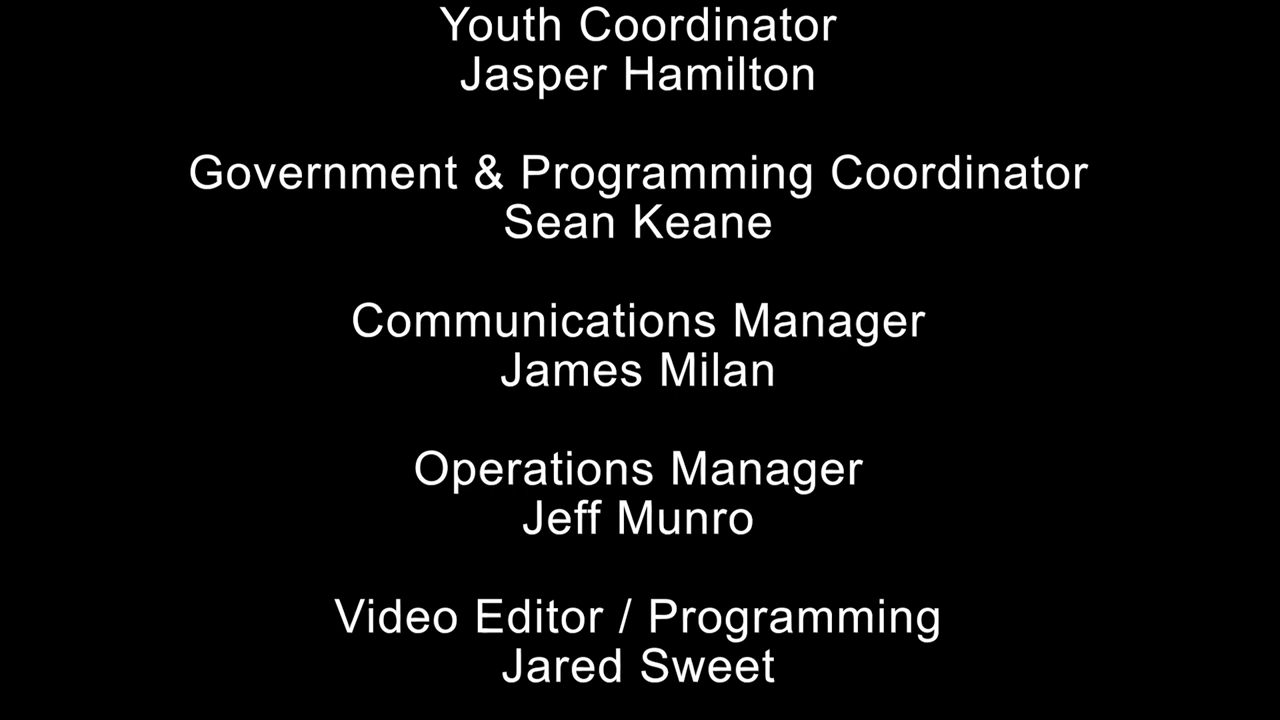 Youth Coordinator
Jasper Hamilton
Government & Programming Coordinator
Sean Keane
Communications Manager
James Milan
Operations Manager
Jeff Munro
Video Editor / Programming
Jared Sweet